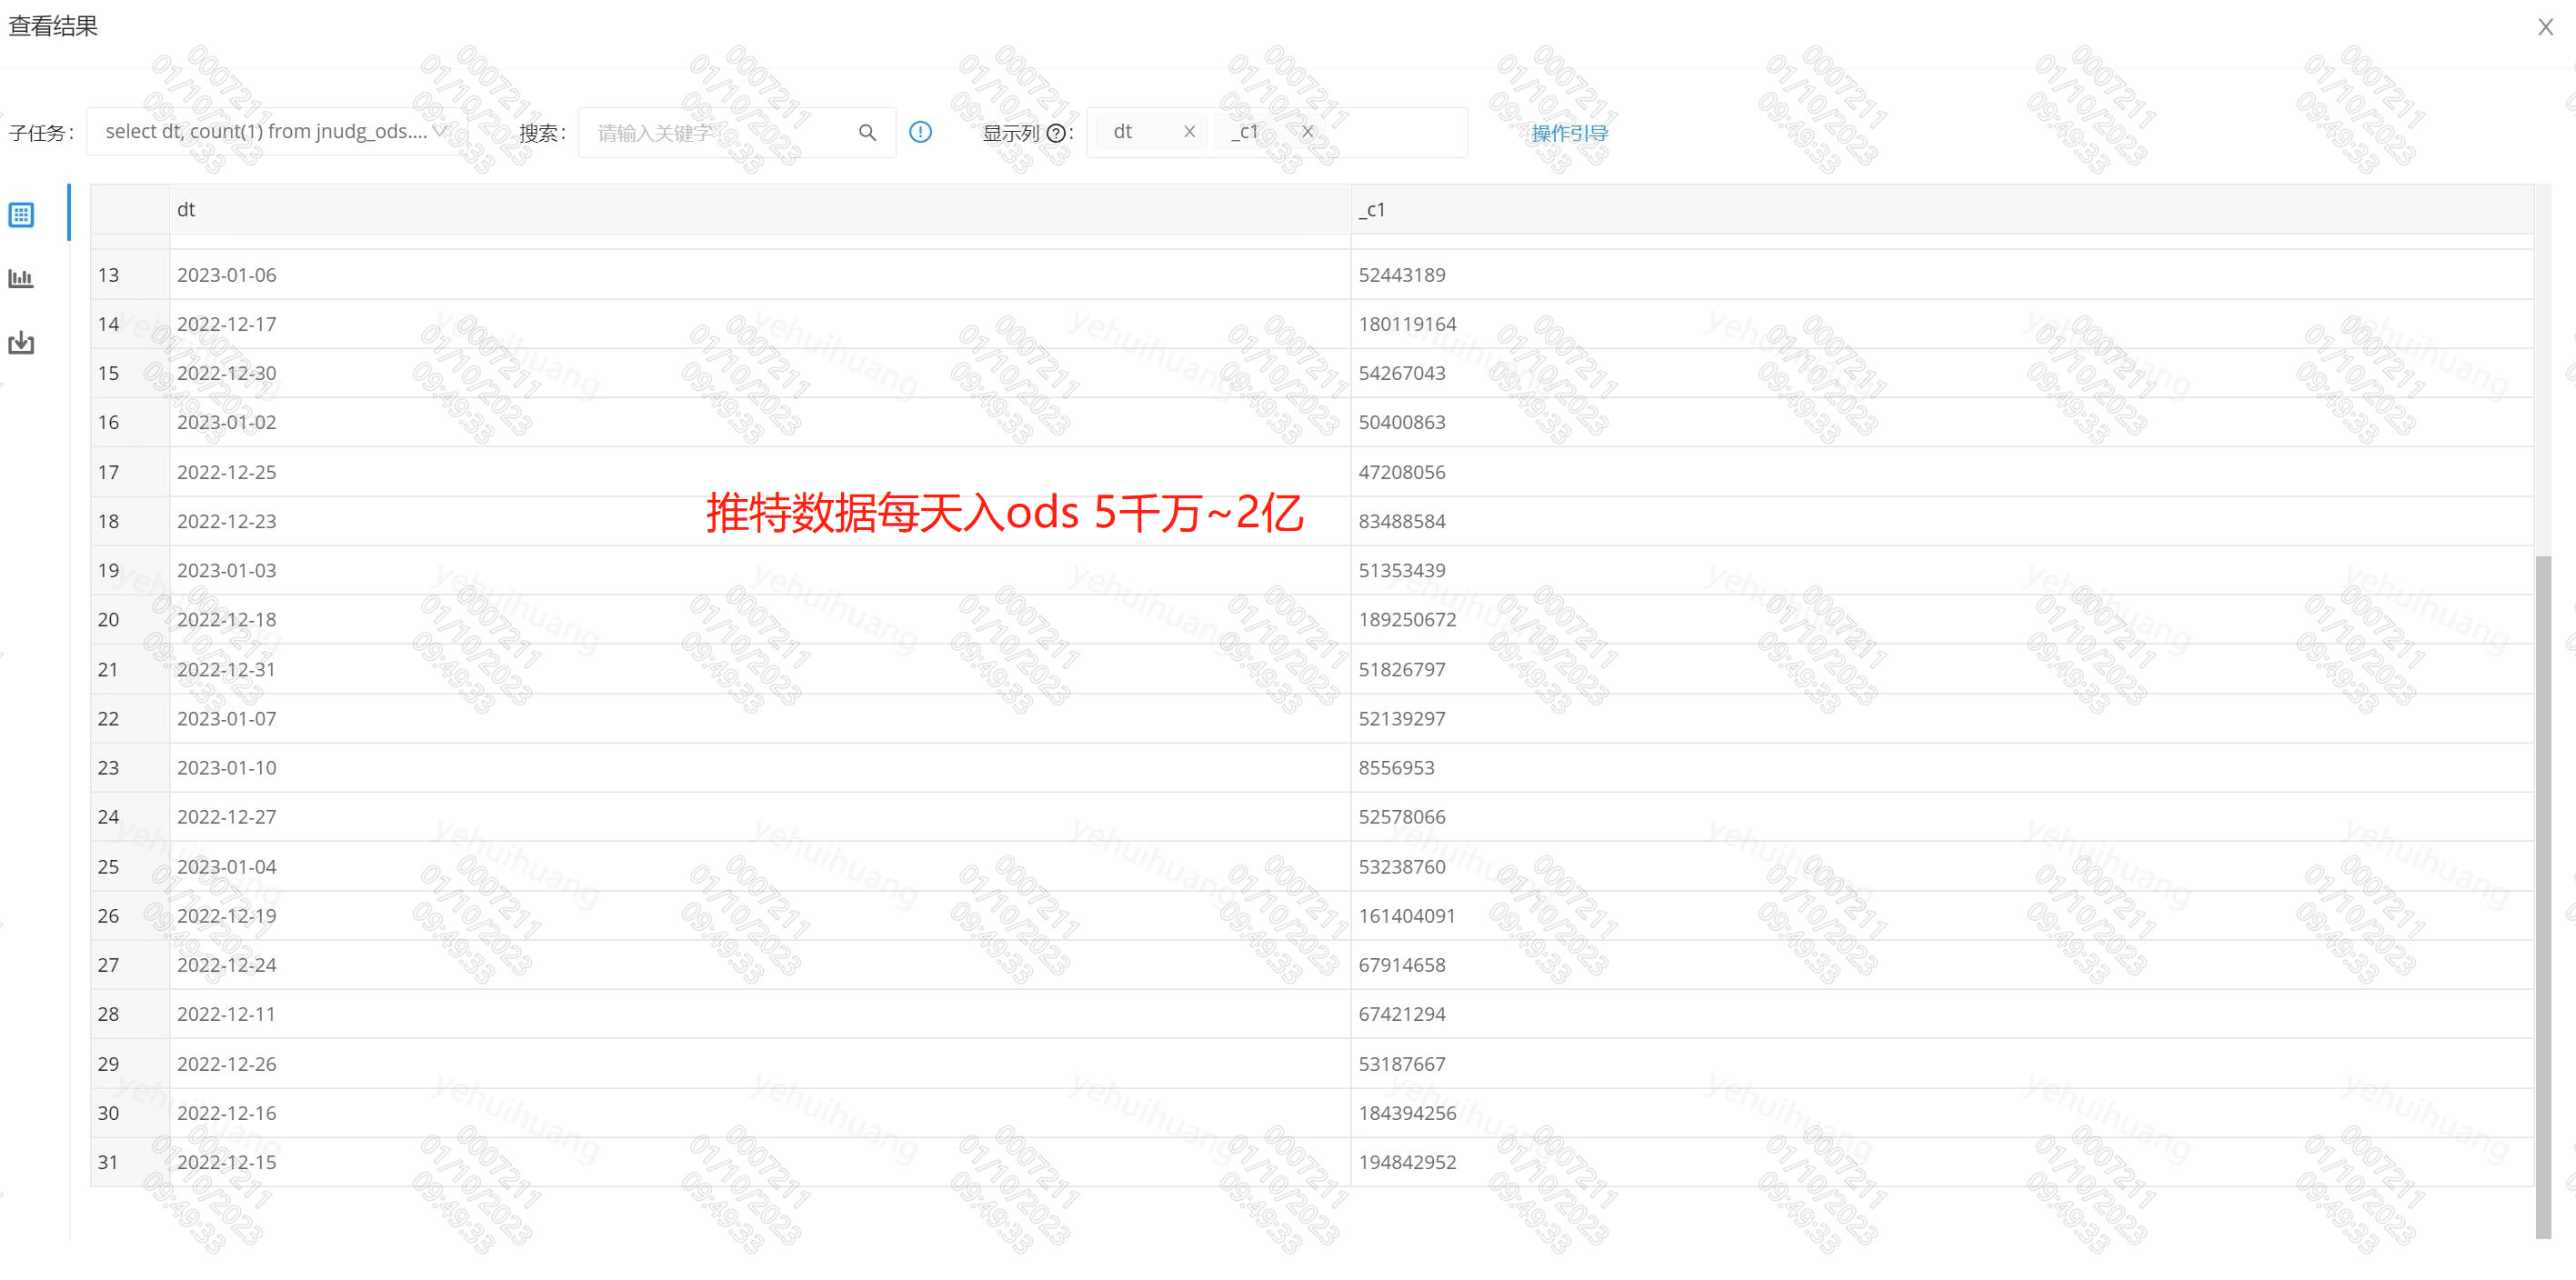 查看结果
子任务: select dt, count(1) from jnudg_ods.... 搜索: 请输入关键字 显示列 ? : dt X _c1 X 操作引导
dt _c1
13 2023-01-06 52443189
14 2022-12-17 180119164
15 2022-12-30 54267043
16 2023-01-02 50400863
17 2022-12-25 47208056
推特数据每天入ods 5千万~2亿
18 2022-12-23 83488584
19 2023-01-03 51353439
20 2022-12-18 189250672
21 2022-12-31 51826797
22 2023-01-07 52139297
23 2023-01-10 8556953
24 2022-12-27 52578066
25 2023-01-04 53238760
26 2022-12-19 161404091
27 2022-12-24 67914658
28 2022-12-11 67421294
29 2022-12-26 53187667
30 2022-12-16 184394256
31 2022-12-15 194842952
0007211
01/10/2023
09:49:33
yehuihuang